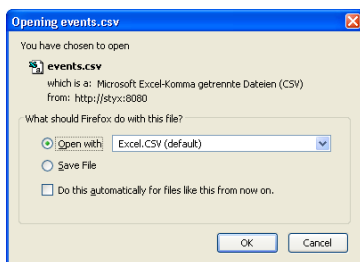 Opening events.csv
You have chosen to open
events.csv
which is a: Microsoft Excel-Komma getrennte Dateien (CSV)
from: http://styx:8080
What should Firefox do with this file?
Open with Excel.CSV (default)
Save File
Do this automatically for files like this from now on.
OK Cancel